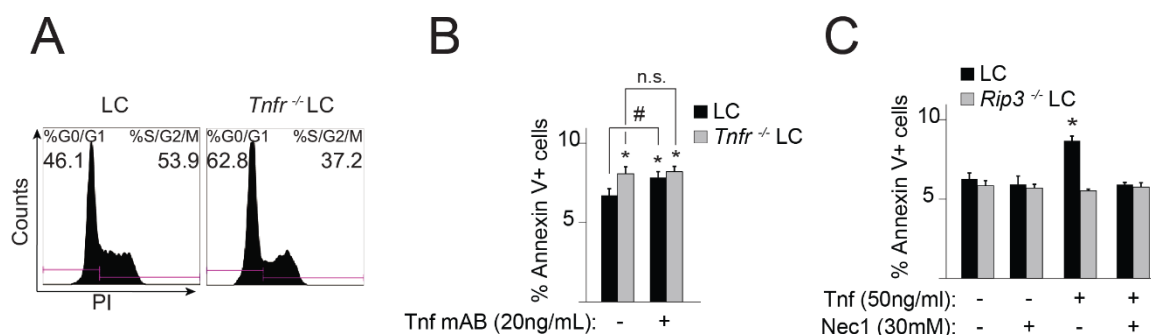 A
LC
Tnfr -/- LC
%G0/G1 %S/G2/M
46.1 53.9
%G0/G1 %S/G2/M
62.8 37.2
Counts
PI
B
n.s.
#
LC
Tnfr -/- LC
% Annexin V+ cells
10
5
* * *
Tnf mAB (20ng/mL): - +
C
LC
Rip3 -/- LC
% Annexin V+ cells
10
5
*
Tnf (50ng/ml): - - + +
Nec1 (30mM): - + - +